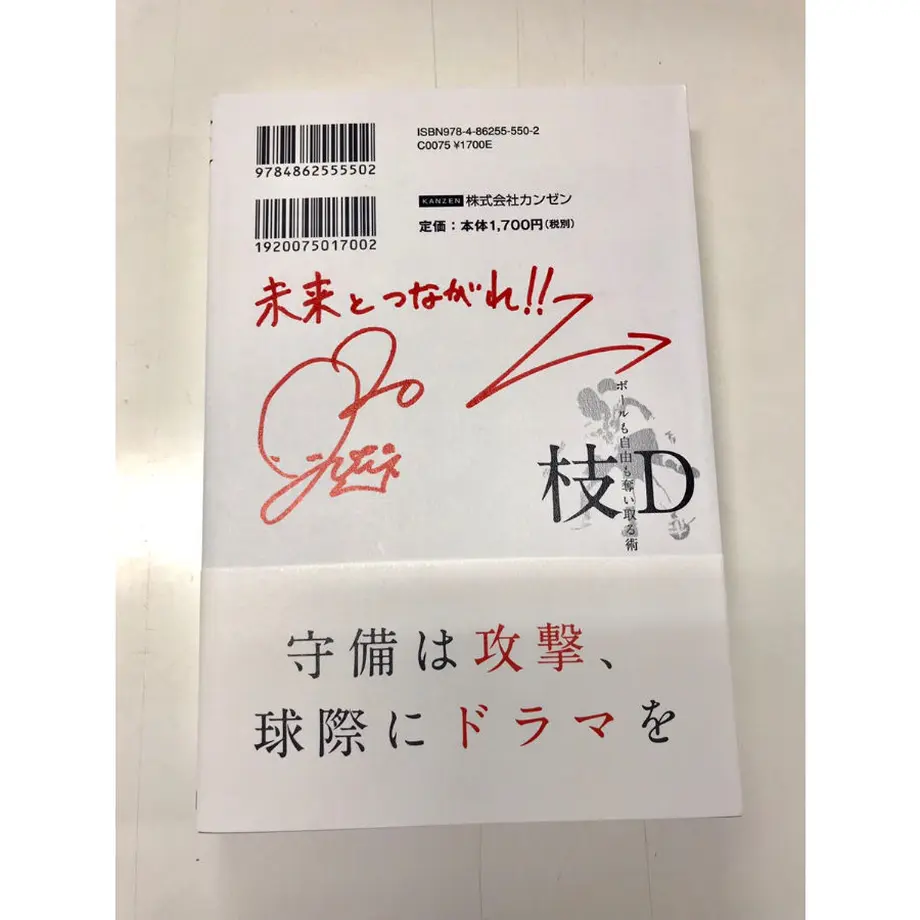 ISBN978-4-86255-550-2
C0075 ¥1700E
9784862555502
KANZEN 株式会社カンゼン
定価：本体1,700円(税別)
1920075017002
未来とつながれ!!
ボールも自由も奪い取る術
枝D
守備は攻撃、
球際にドラマを